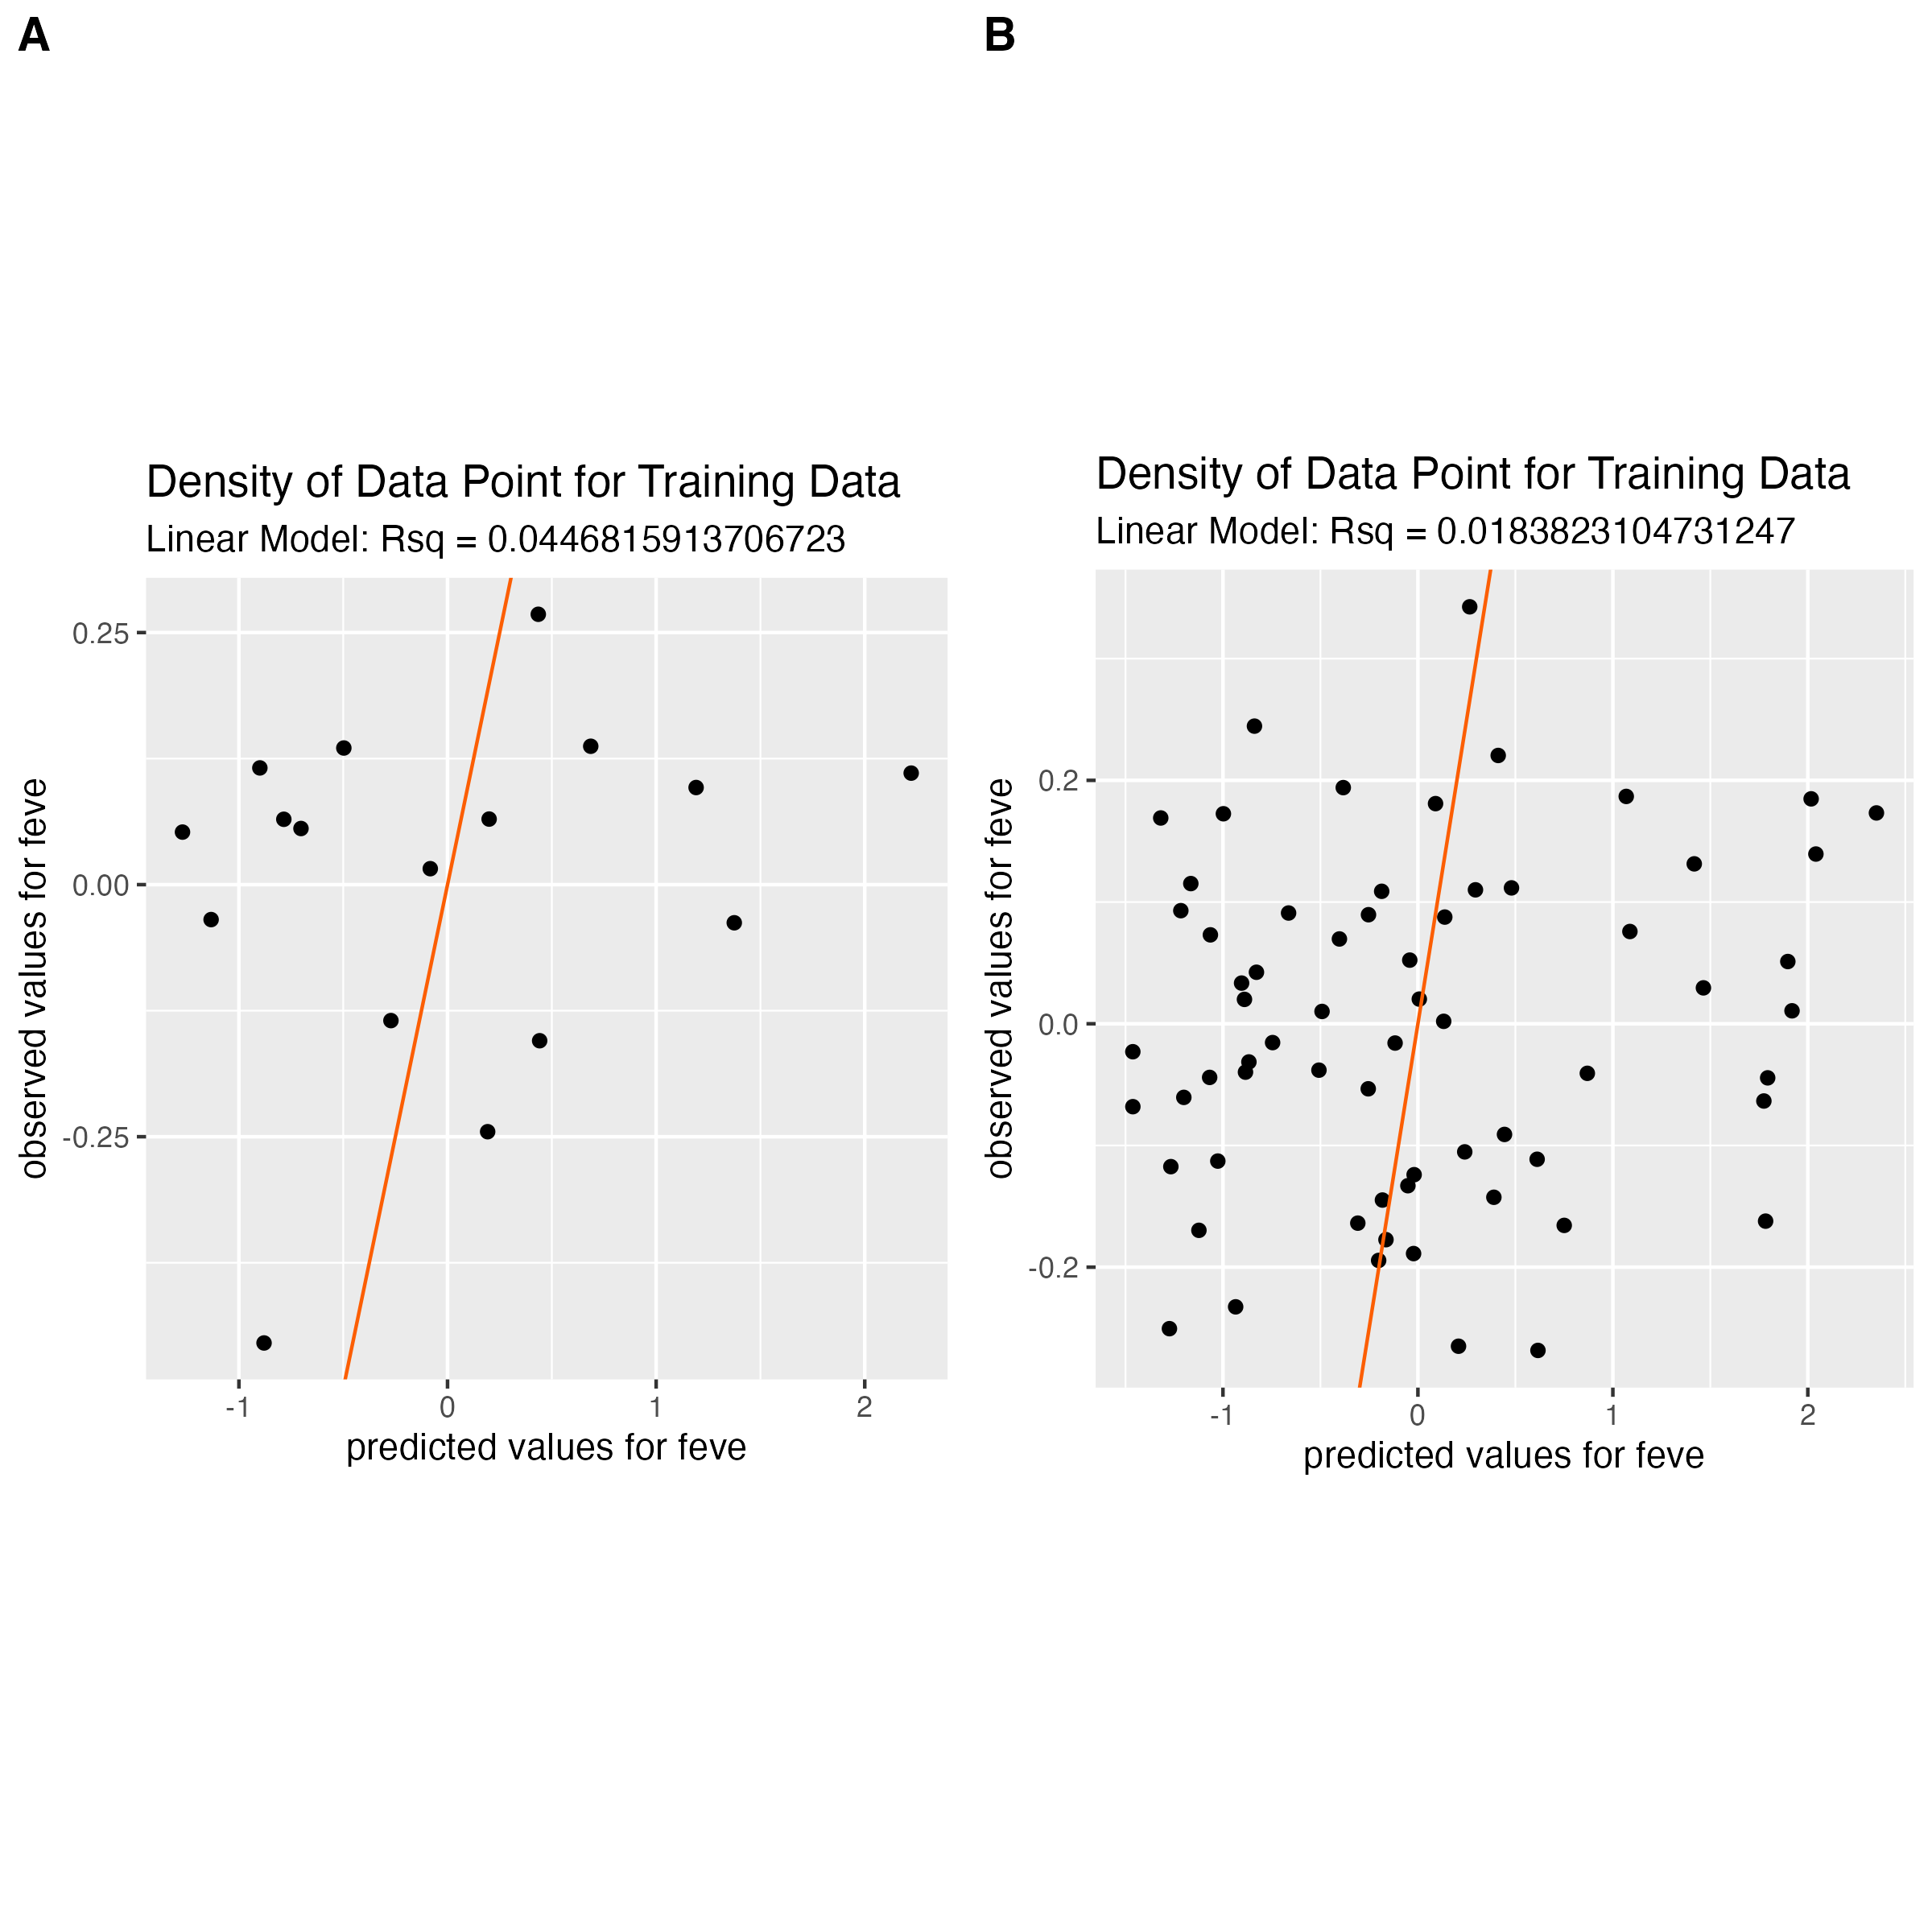 A
Density of Data Point for Training Data
Linear Model: Rsq = 0.0446815913706723
observed values for feve
0.25
0.00
-0.25
-1
0
1
2
predicted values for feve
B
Density of Data Point for Training Data
Linear Model: Rsq = 0.0183823104731247
observed values for feve
0.2
0.0
-0.2
-1
0
1
2
predicted values for feve